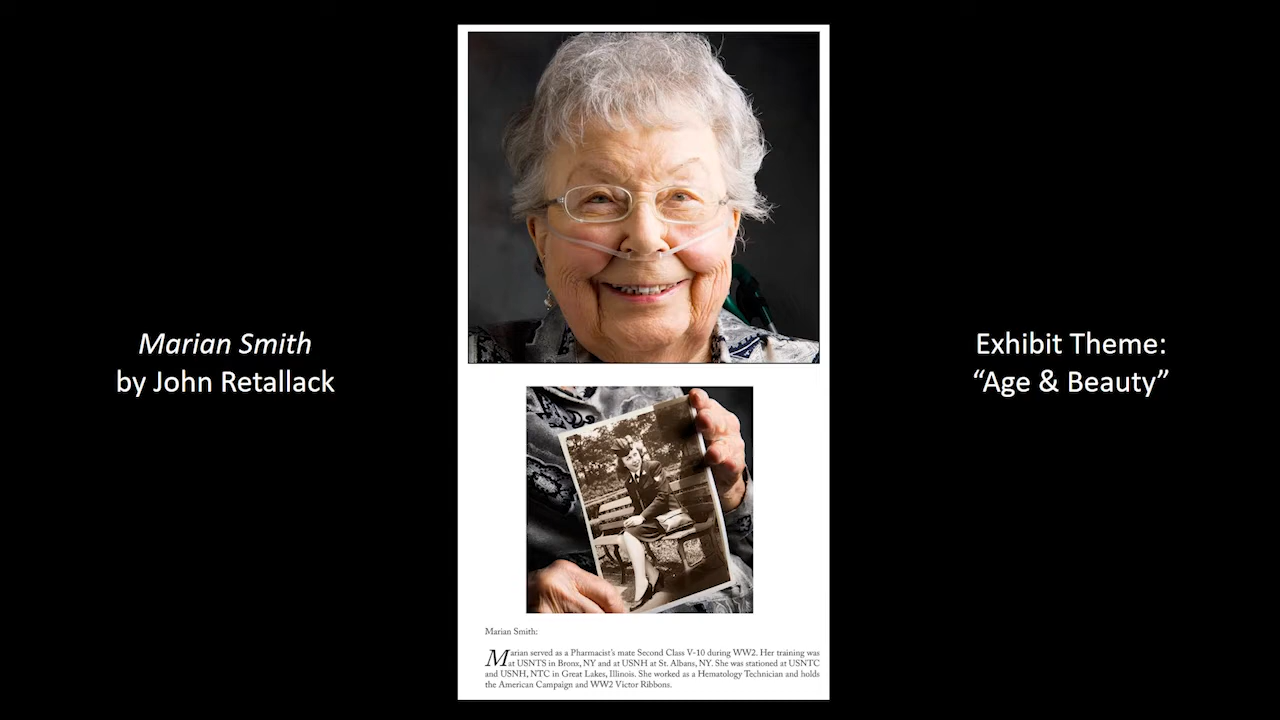 Marian Smith
by John Retallack
Exhibit Theme:
“Age & Beauty”
Marian Smith:
Marian served as a Pharmacist's mate Second Class V-10 during WW2. Her training was
at USNTS in Bronx, NY and at USNH at St. Albans, NY. She was stationed at USNTC
and USNH, NTC in Great Lakes, Illinois. She worked as a Hematology Technician and holds
the American Campaign and WW2 Victor Ribbons.